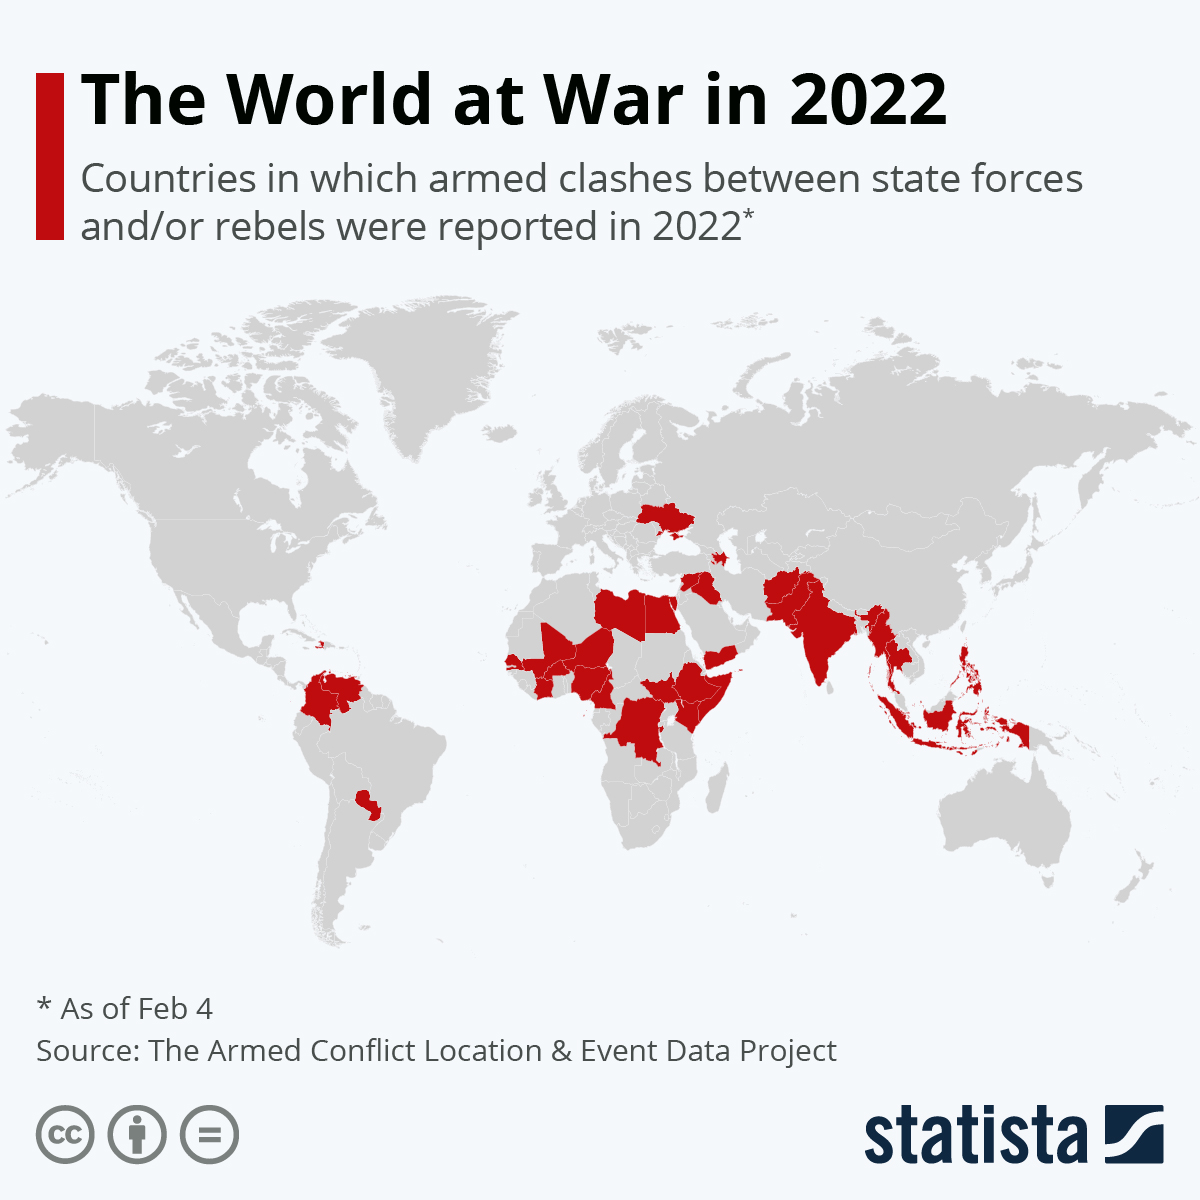 The World at War in 2022
Countries in which armed clashes between state forces
and/or rebels were reported in 2022*
* As of Feb 4
Source: The Armed Conflict Location & Event Data Project
cc
statista